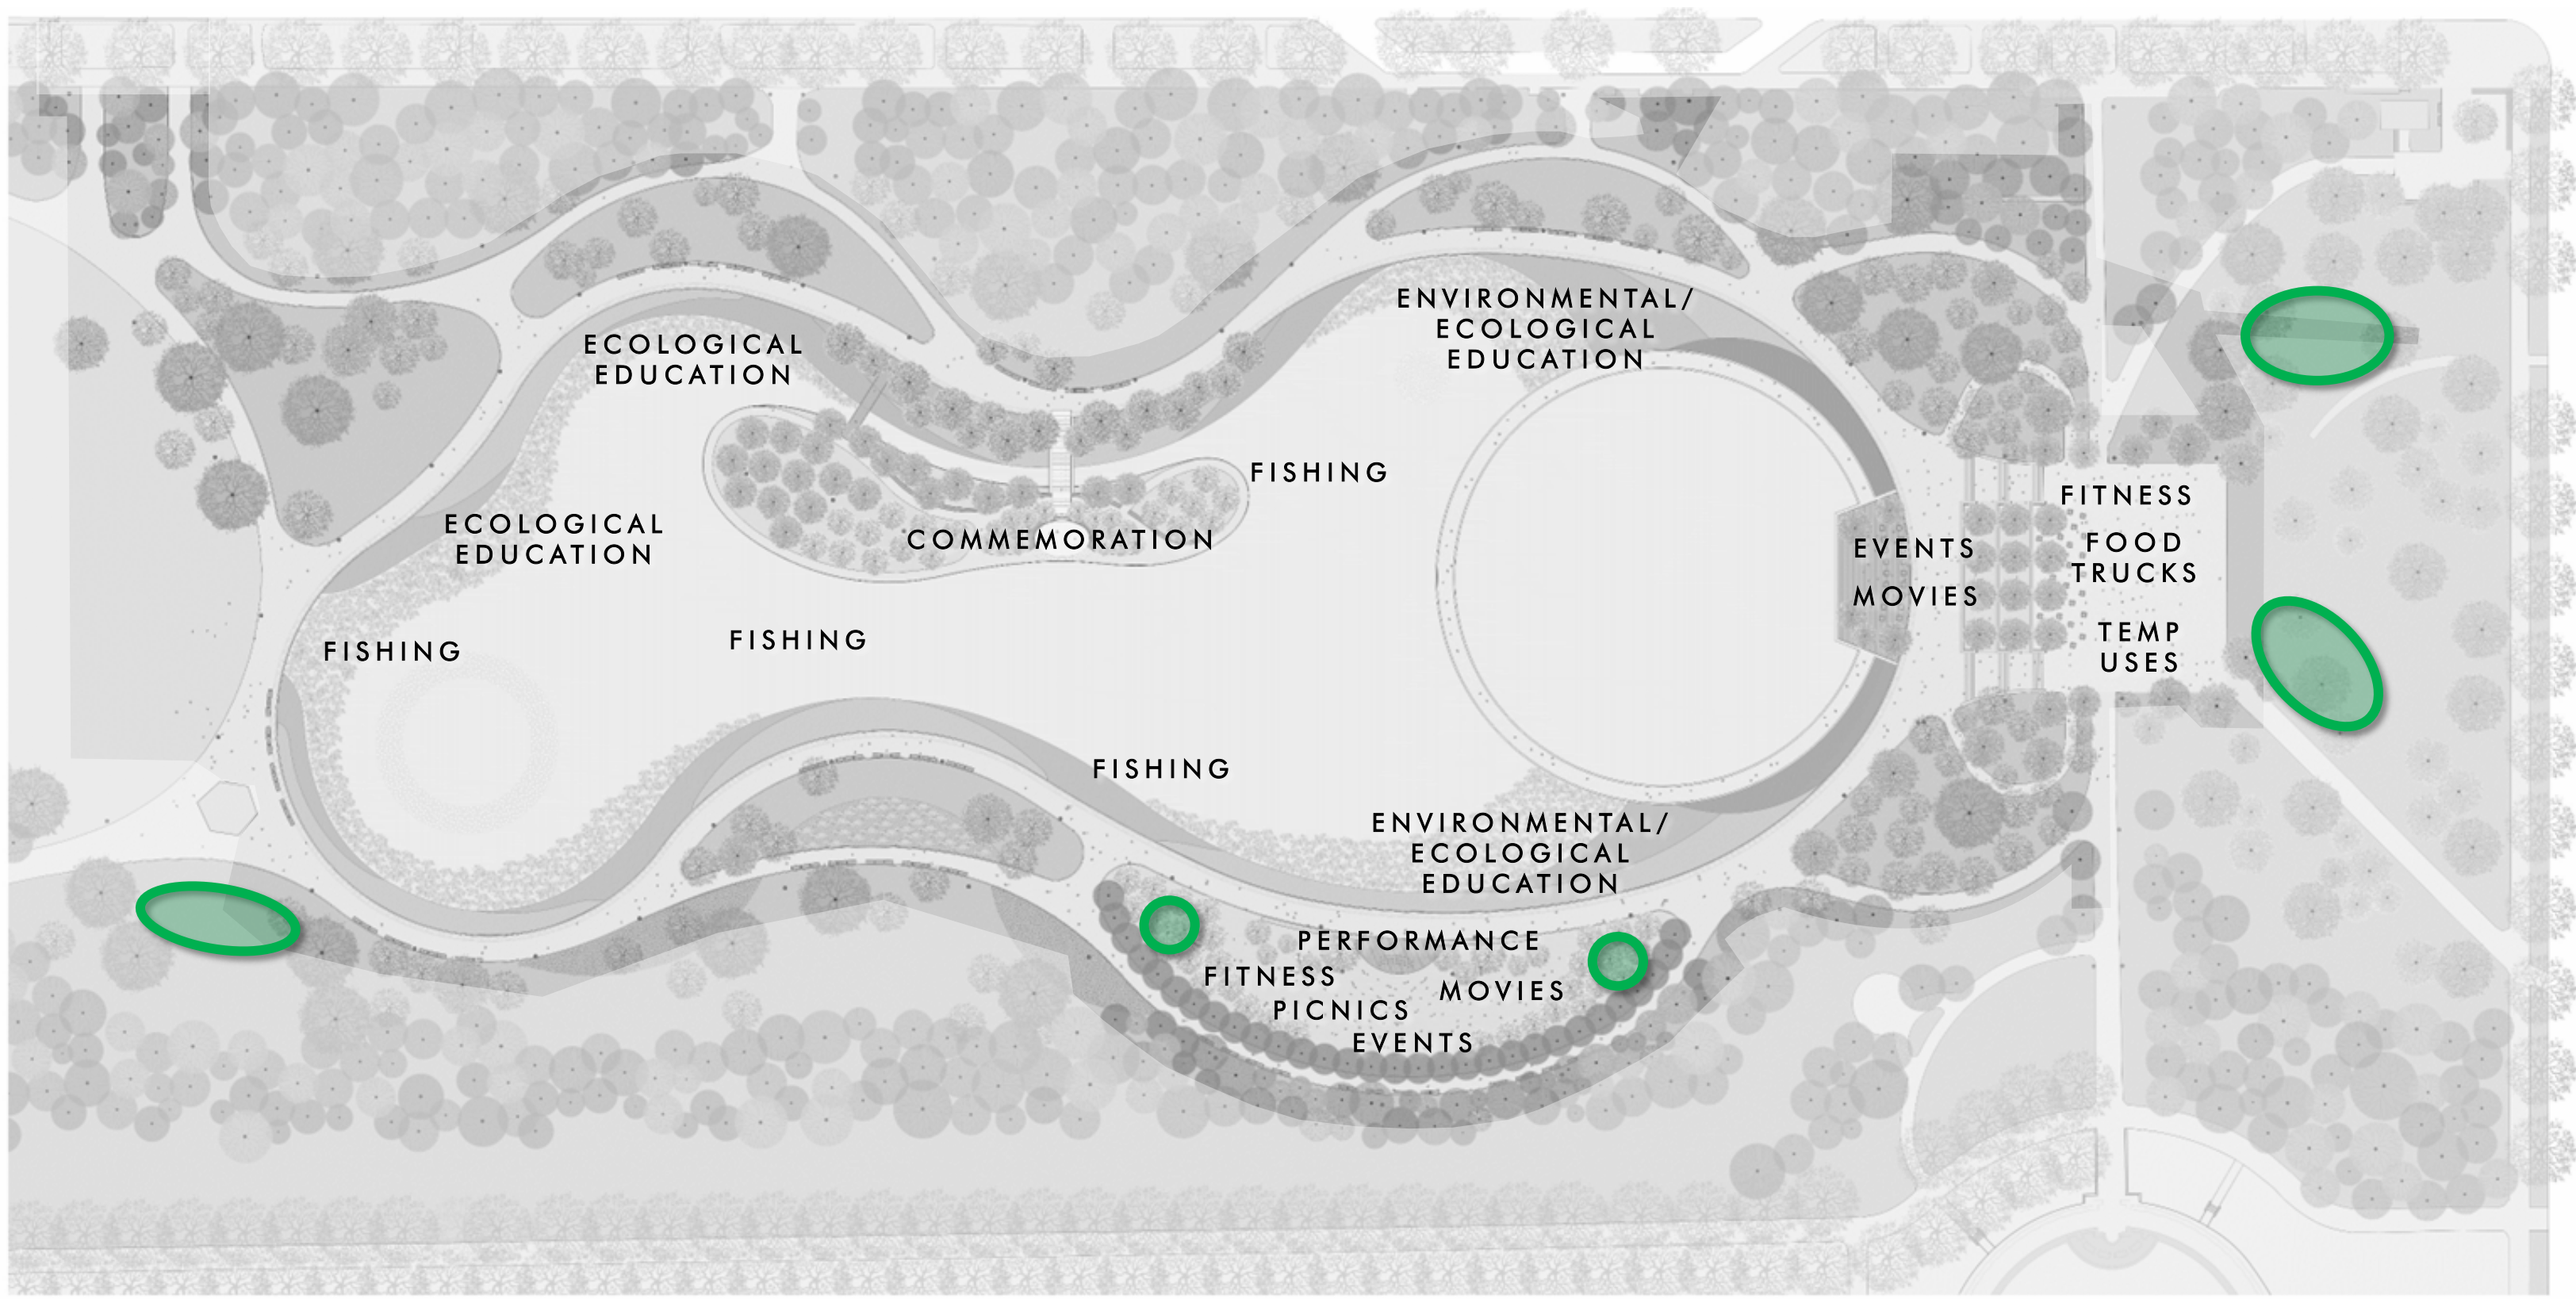 ENVIRONMENTAL/
ECOLOGICAL
EDUCATION
ECOLOGICAL
EDUCATION
FISHING
ECOLOGICAL
EDUCATION
COMMEMORATION
FITNESS
FOOD
TRUCKS
TEMP
USES
EVENTS
MOVIES
FISHING
FISHING
FISHING
ENVIRONMENTAL/
ECOLOGICAL
EDUCATION
PERFORMANCE
FITNESS
MOVIES
PICNICS
EVENTS